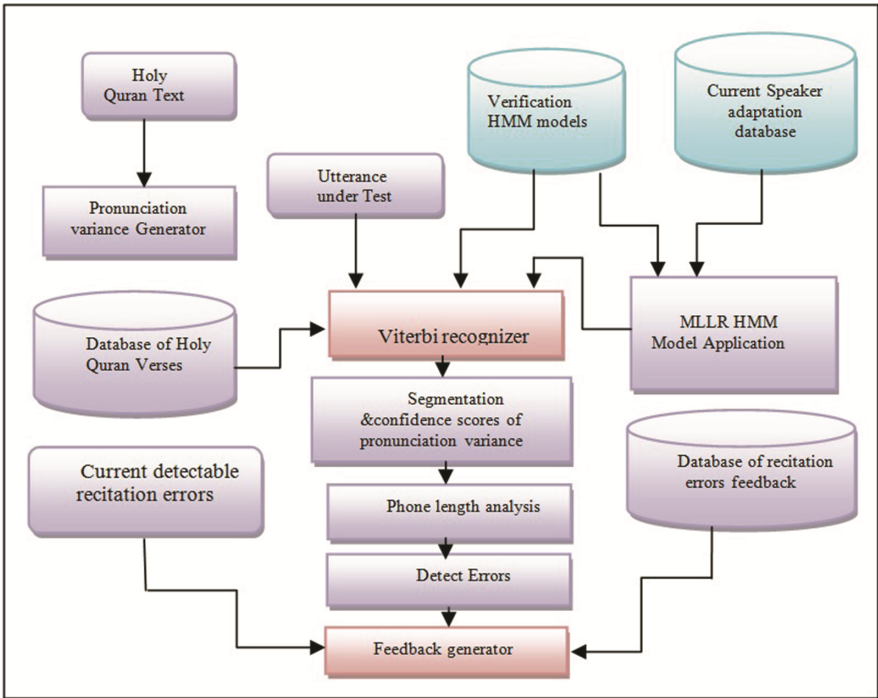 Holy
Quran Text
Verification
HMM models
Current Speaker
adaptation
database
Utterance
under Test
Pronunciation
variance Generator
Viterbi recognizer
MLLR HMM
Model Application
Database of Holy
Quran Verses
Segmentation
&confidence scores of
pronunciation variance
Current detectable
recitation errors
Database of recitation
errors feedback
Phone length analysis
Detect Errors
Feedback generator